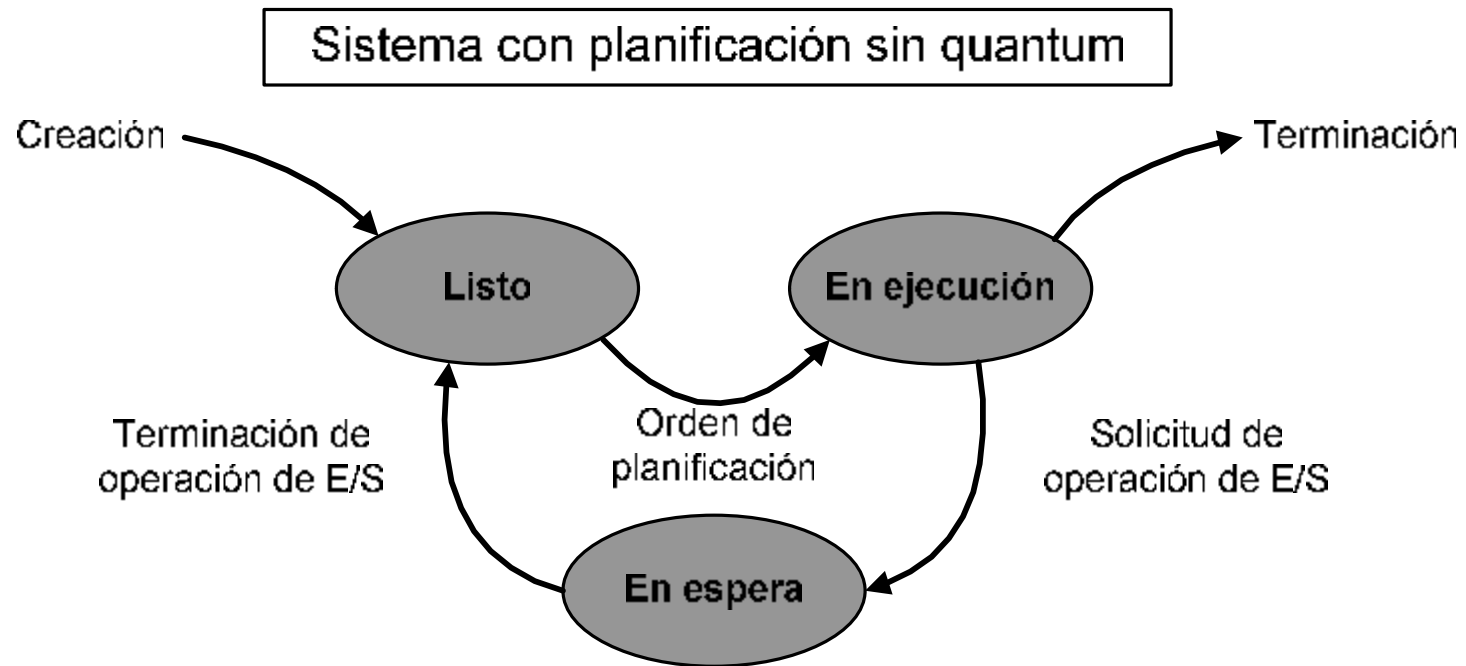 Sistema con planificación sin quantum
Creación
Terminación
Listo
En ejecución
Terminación de
operación de E/S
Orden de
planificación
Solicitud de
operación de E/S
En espera